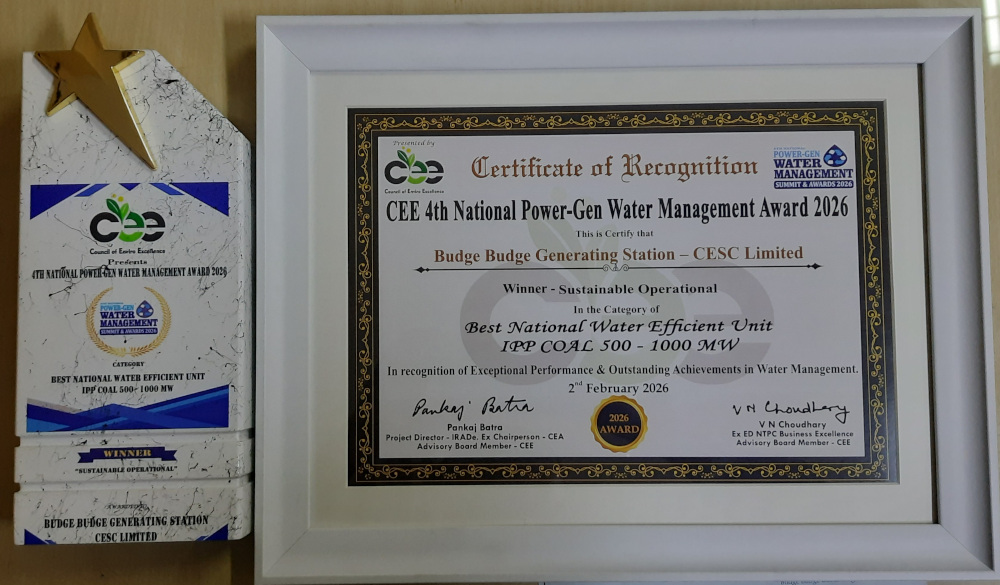 cee
Council of Enviro Excellence
Presents
4TH NATIONAL POWER-GEN WATER MANAGEMENT AWARD 2026
POWER-GEN
WATER
MANAGEMENT
SUMMIT & AWARDS 2026
CATEGORY
BEST NATIONAL WATER EFFICIENT UNIT
IPP COAL 500 - 1000 MW
WINNER
"SUSTAINABLE OPERATIONAL"
BUDGE BUDGE GENERATING STATION
CESC LIMITED
Presented by
cee
Council of Enviro Excellence
Certificate of Recognition
POWER-GEN
WATER
MANAGEMENT
SUMMIT & AWARDS 2026
CEE 4th National Power-Gen Water Management Award 2026
This is Certify that
Budge Budge Generating Station – CESC Limited
Winner - Sustainable Operational
In the Category of
Best National Water Efficient Unit
IPP COAL 500 - 1000 MW
In recognition of Exceptional Performance & Outstanding Achievements in Water Management.
2nd February 2026
Pankaj Batra
Pankaj Batra
Project Director - IRADe. Ex Chairperson - CEA
Advisory Board Member - CEE
2026
AWARD
V N Choudhary
V N Choudhary
Ex ED NTPC Business Excellence
Advisory Board Member - CEE